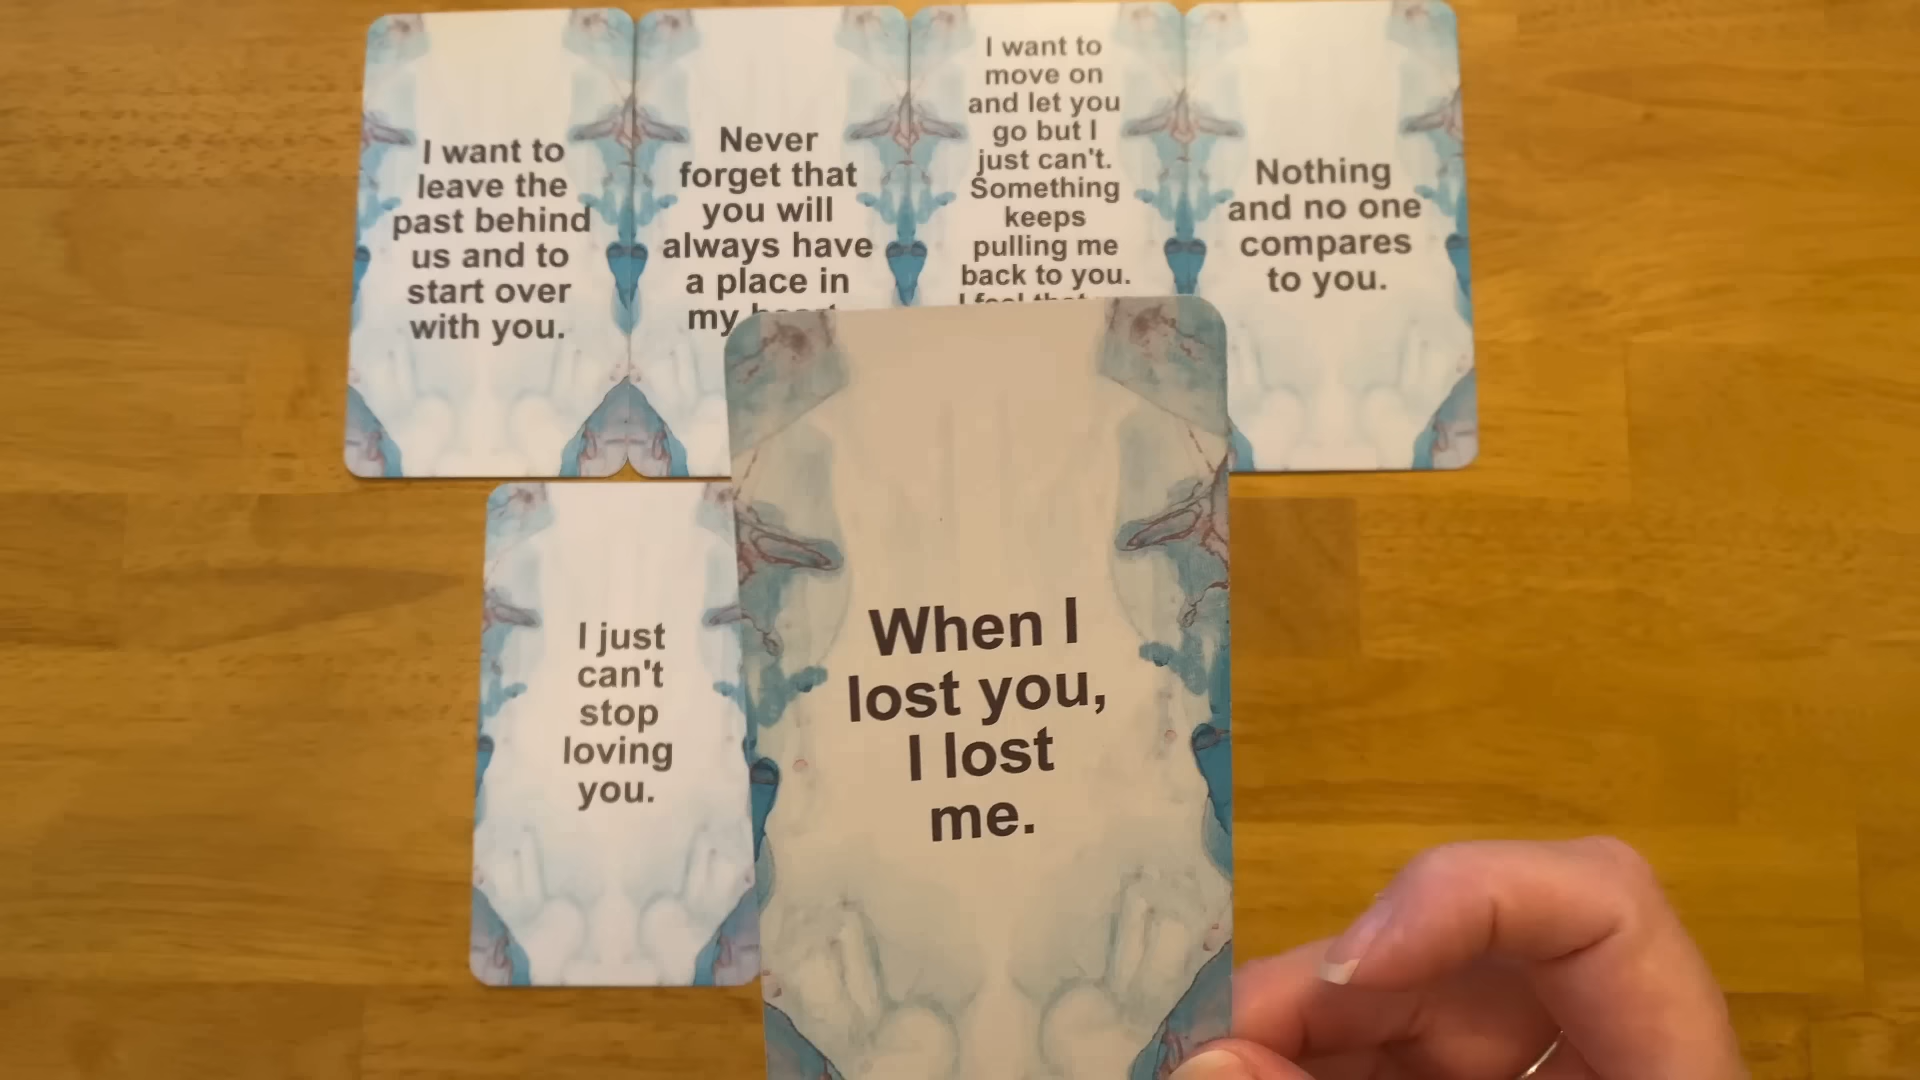 I want to
leave the
past behind
us and to
start over
with you.
Never
forget that
you will
always have
a place in
my
I want to
move on
and let you
go but I
just can't.
Something
keeps
pulling me
back to you.
I feel that
Nothing
and no one
compares
to you.
I just
can't
stop
loving
you.
When I
lost you,
I lost
me.